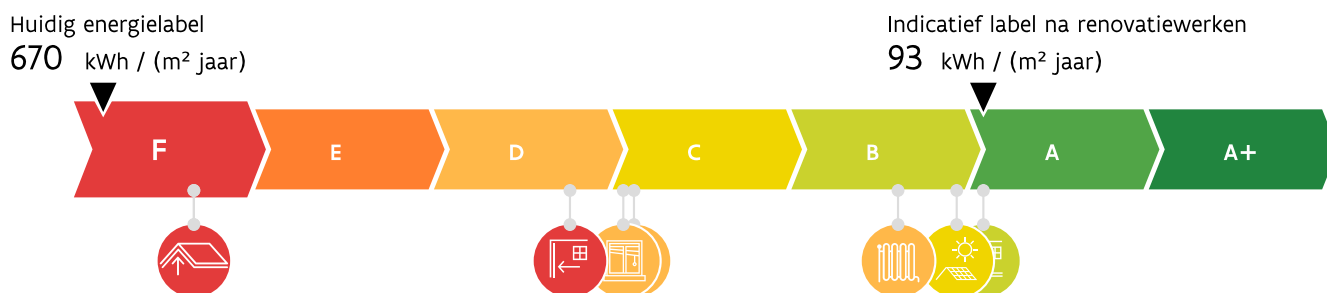 Huidig energielabel
670 kWh / (m² jaar)
Indicatief label na renovatiewerken
93 kWh / (m² jaar)
F E D C B A A+